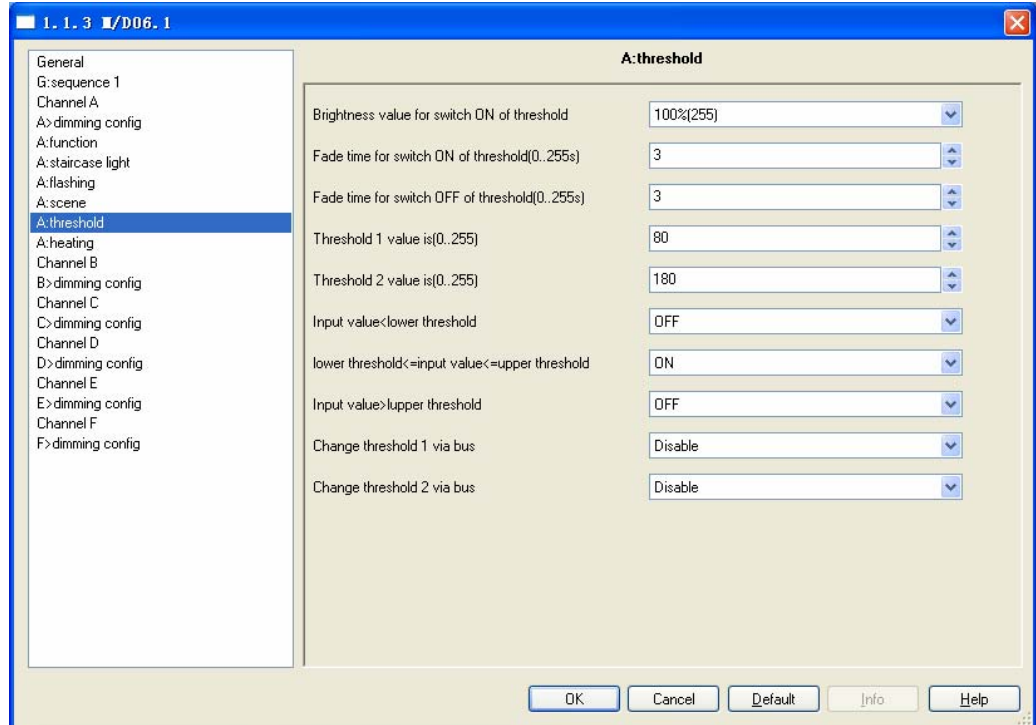 1.1.3 M/D06.1
General
G:sequence 1
Channel A
A>dimming config
A:function
A:staircase light
A:flashing
A:scene
A:threshold
A:heating
Channel B
B>dimming config
Channel C
C>dimming config
Channel D
D>dimming config
Channel E
E>dimming config
Channel F
F>dimming config
A:threshold
Brightness value for switch ON of threshold 100%(255)
Fade time for switch ON of threshold(0..255s) 3
Fade time for switch OFF of threshold(0..255s) 3
Threshold 1 value is(0..255) 80
Threshold 2 value is(0..255) 180
Input value<lower threshold OFF
lower threshold<=input value<=upper threshold ON
Input value>lupper threshold OFF
Change threshold 1 via bus Disable
Change threshold 2 via bus Disable
OK Cancel Default Info Help